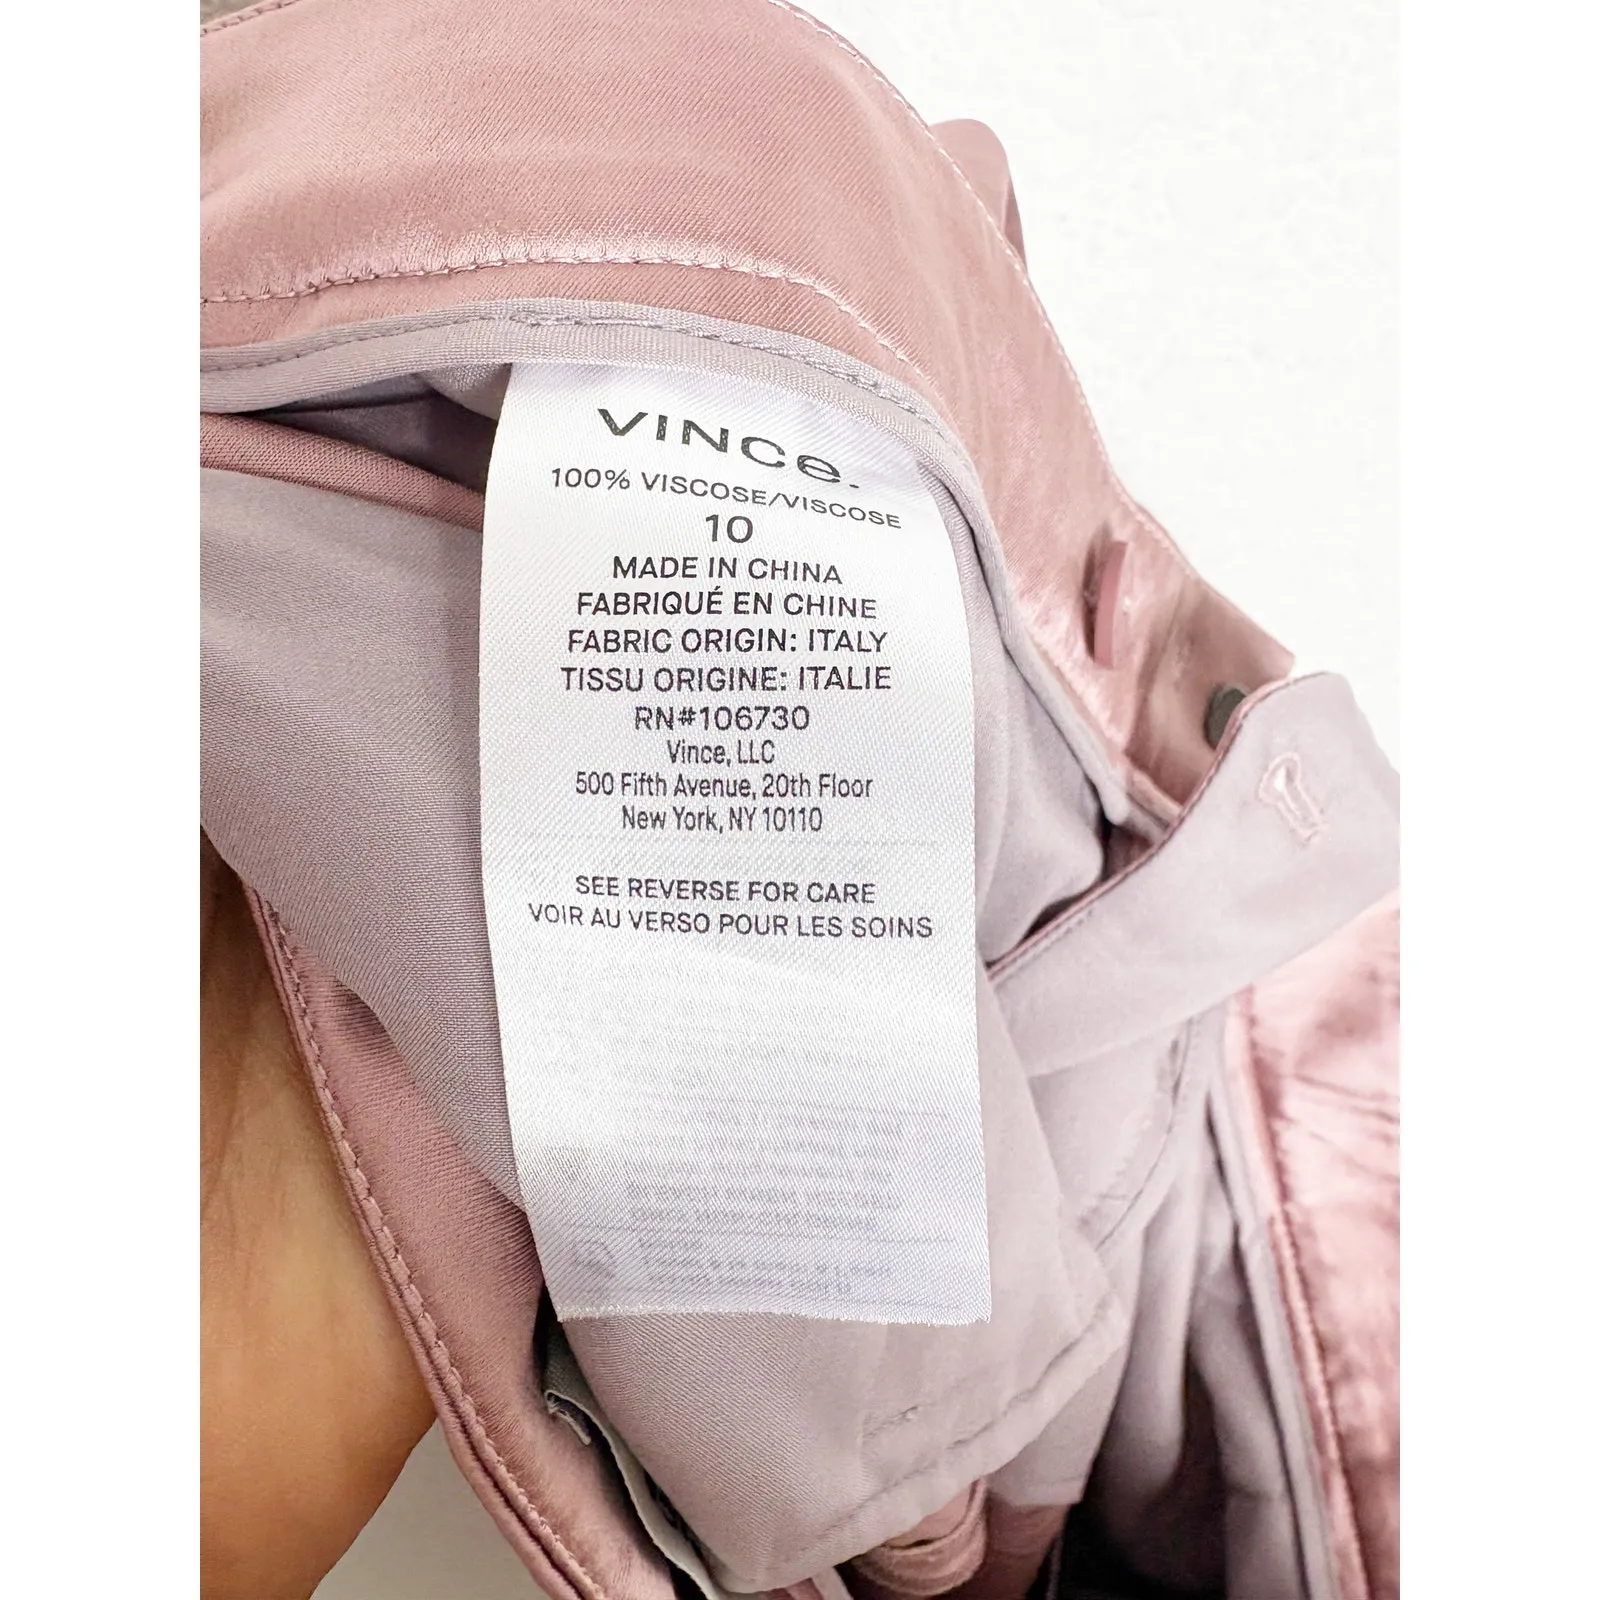 VINCe.
100% VISCOSE/VISCOSE
10
MADE IN CHINA
FABRIQUÉ EN CHINE
FABRIC ORIGIN: ITALY
TISSU ORIGINE: ITALIE
RN#106730
Vince, LLC
500 Fifth Avenue, 20th Floor
New York, NY 10110
SEE REVERSE FOR CARE
VOIR AU VERSO POUR LES SOINS